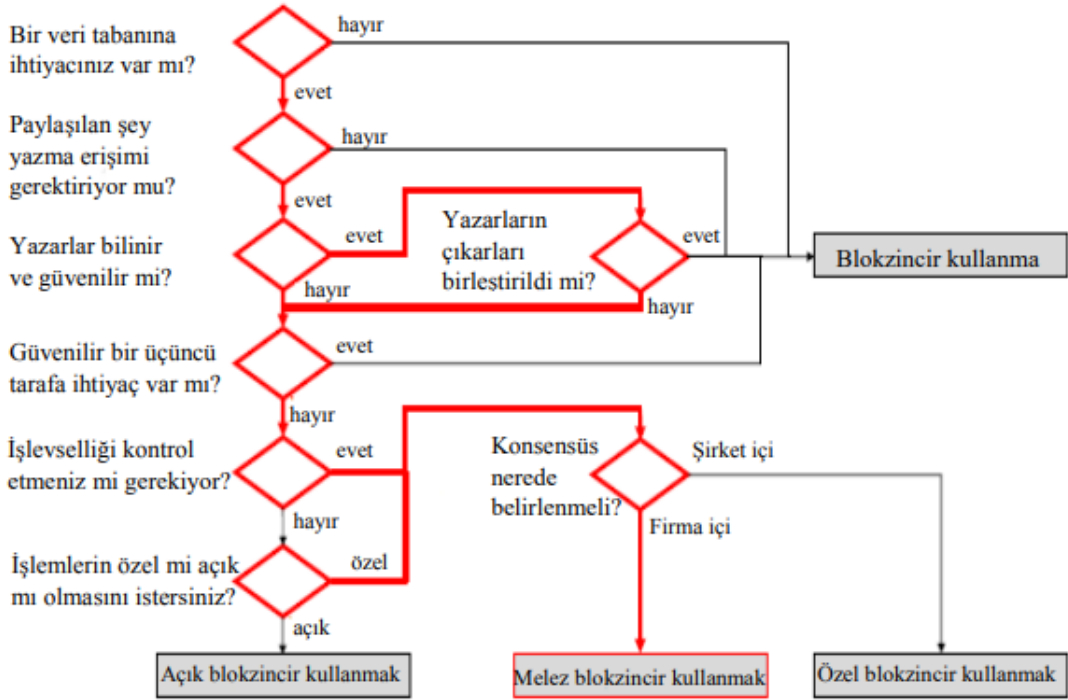 Bir veri tabanına
ihtiyacınız var mı?
hayır
evet
Paylaşılan şey
yazma erişimi
gerektiriyor mu?
hayır
evet
Yazarlar bilinir
ve güvenilir mi?
evet
hayır
Yazarların
çıkarları
birleştirildi mi?
evet
hayır
Blokzincir kullanma
Güvenilir bir üçüncü
tarafa ihtiyaç var mı?
evet
hayır
İşlevselliği kontrol
etmeniz mi gerekiyor?
evet
hayır
Konsensüs
nerede
belirlenmeli?
Şirket içi
Firma içi
İşlemlerin özel mi açık
mı olmasını istersiniz?
özel
açık
Açık blokzincir kullanmak
Melez blokzincir kullanmak
Özel blokzincir kullanmak